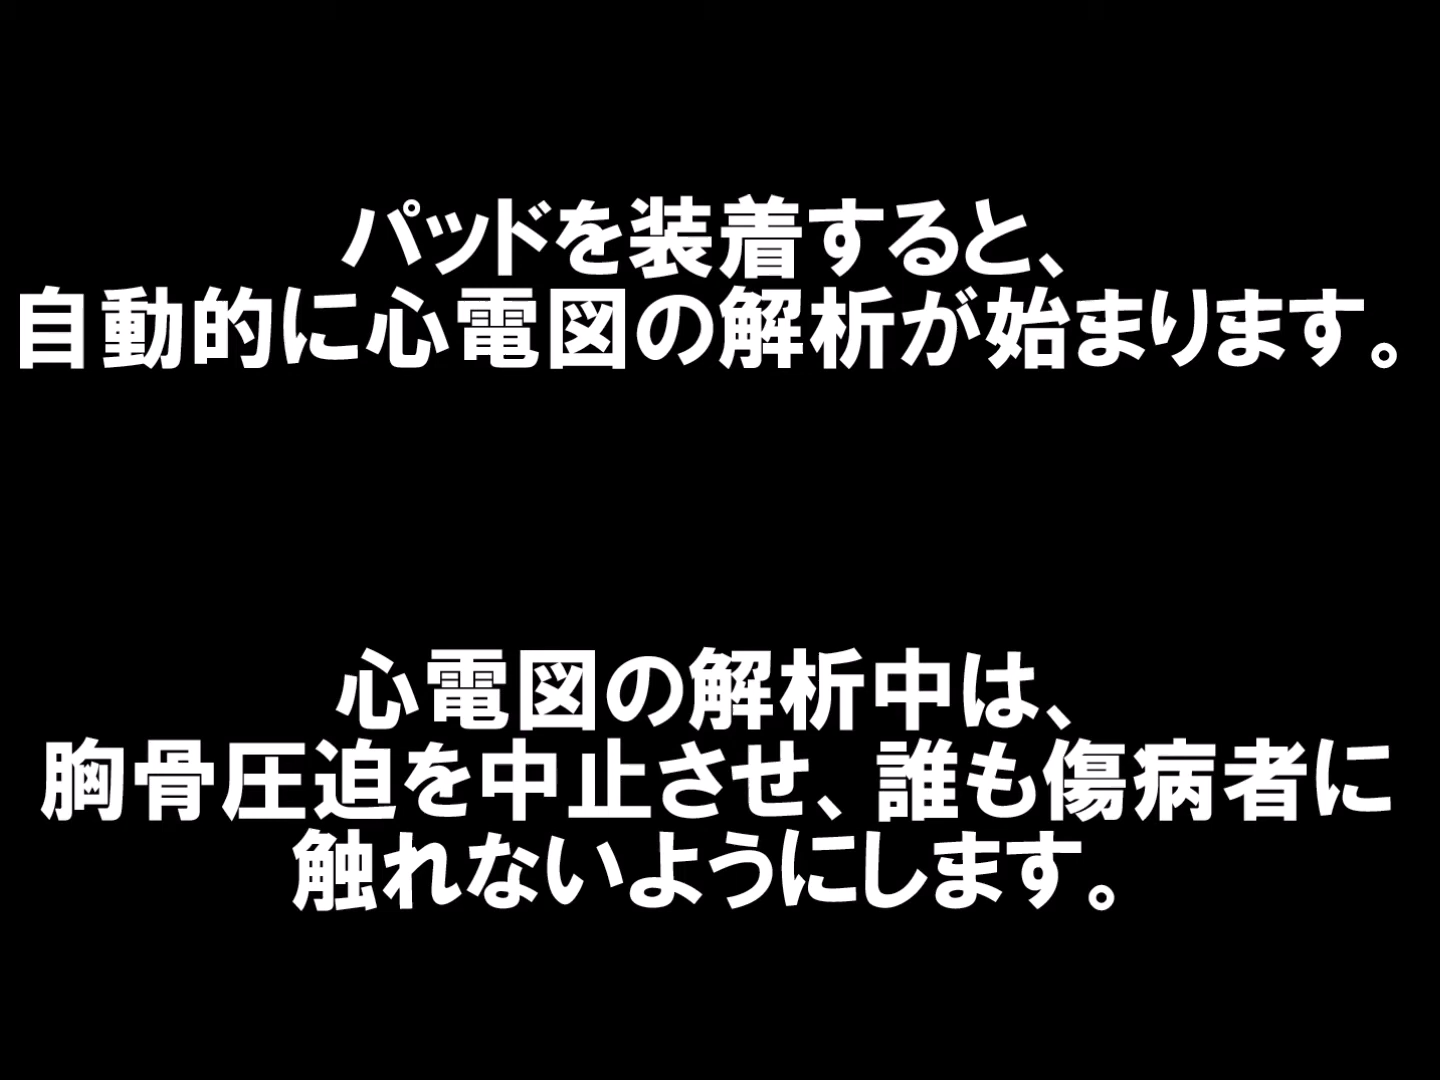 パッドを装着すると、
自動的に心電図の解析が始まります。
心電図の解析中は、
胸骨圧迫を中止させ、誰も傷病者に
触れないようにします。